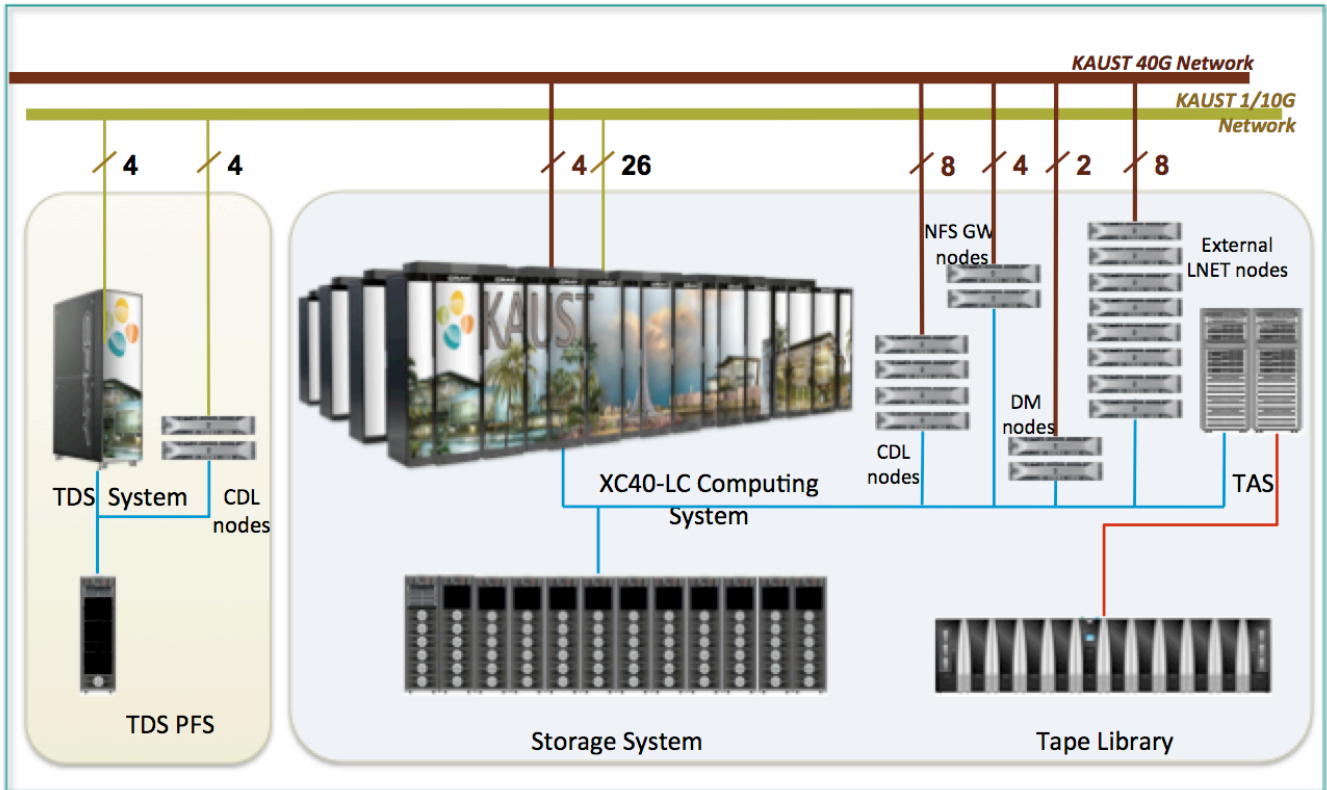 KAUST 40G Network
KAUST 1/10G
Network
4
4
4
26
8
4
2
8
NFS GW
nodes
External
LNET nodes
KAUST
DM
nodes
CDL
nodes
TDS System
CDL
nodes
XC40-LC Computing
System
TAS
TDS PFS
Storage System
Tape Library